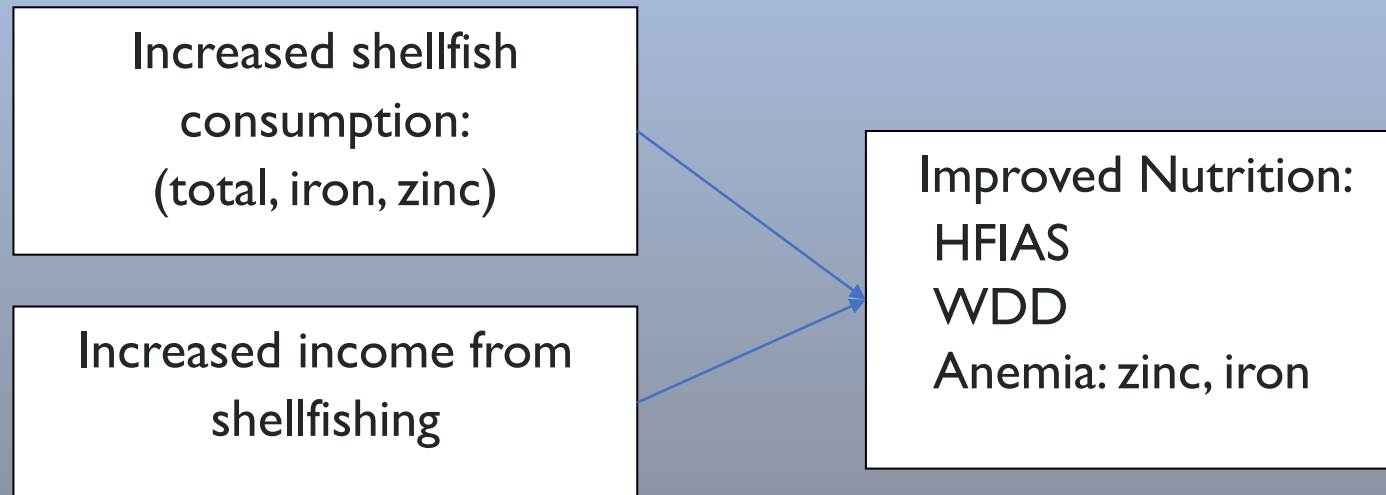 Increased shellfish
consumption:
(total, iron, zinc)
Increased income from
shellfishing
Improved Nutrition:
HFIAS
WDD
Anemia: zinc, iron